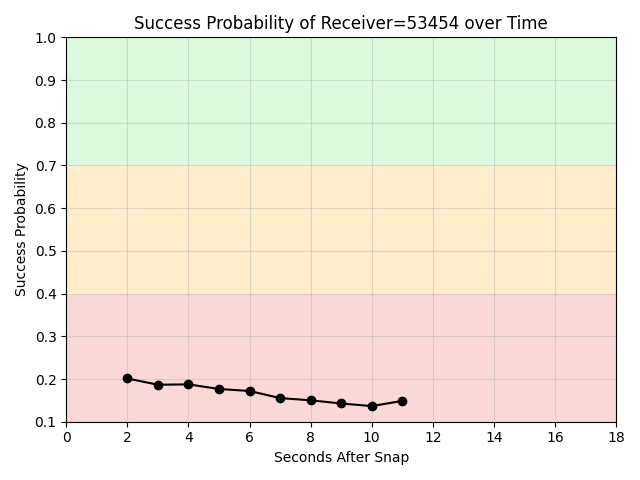 Success Probability of Receiver=53454 over Time
1.0
0.9
0.8
0.7
0.6
0.5
0.4
0.3
0.2
0.1
Success Probability
0 2 4 6 8 10 12 14 16 18
Seconds After Snap